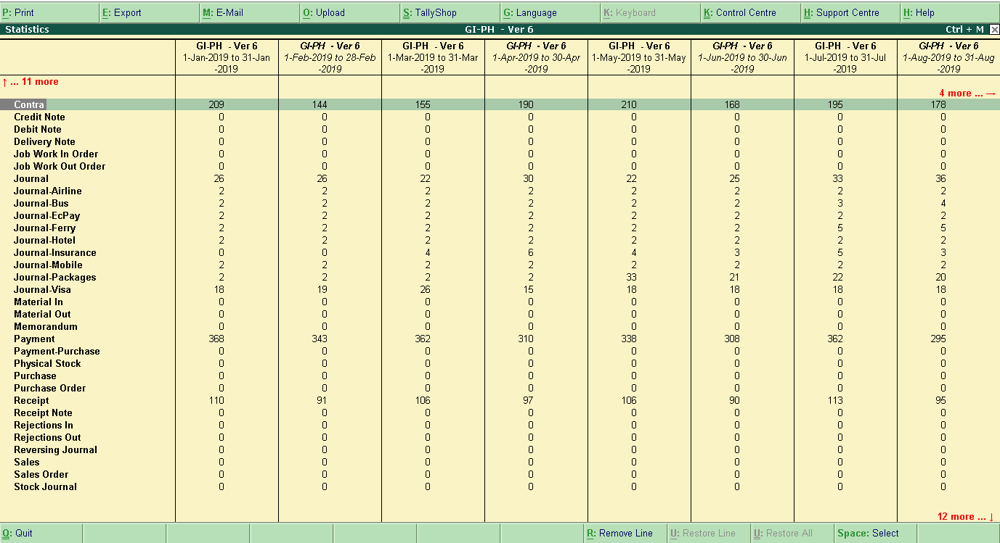 P: Print E: Export M: E-Mail O: Upload S: TallyShop G: Language K: Keyboard K: Control Centre H: Support Centre H: Help
Statistics GI-PH - Ver 6 Ctrl + M
GI-PH - Ver 6 GI-PH - Ver 6 GI-PH - Ver 6 GI-PH - Ver 6 GI-PH - Ver 6 GI-PH - Ver 6 GI-PH - Ver 6 GI-PH - Ver 6
1-Jan-2019 to 31-Jan 1-Feb-2019 to 28-Feb 1-Mar-2019 to 31-Mar 1-Apr-2019 to 30-Apr 1-May-2019 to 31-May 1-Jun-2019 to 30-Jun 1-Jul-2019 to 31-Jul 1-Aug-2019 to 31-Aug
-2019 -2019 -2019 -2019 -2019 -2019 -2019 -2019
↑ ... 11 more
4 more ... →
Contra 209 144 155 190 210 168 195 178
Credit Note 0 0 0 0 0 0 0 0
Debit Note 0 0 0 0 0 0 0 0
Delivery Note 0 0 0 0 0 0 0 0
Job Work In Order 0 0 0 0 0 0 0 0
Job Work Out Order 0 0 0 0 0 0 0 0
Journal 26 26 22 30 22 25 33 36
Journal-Airline 2 2 2 2 2 2 2 2
Journal-Bus 2 2 2 2 2 2 3 4
Journal-EcPay 2 2 2 2 2 2 2 2
Journal-Ferry 2 2 2 2 2 2 5 5
Journal-Hotel 2 2 2 2 2 2 2 2
Journal-Insurance 0 0 4 6 4 3 5 3
Journal-Mobile 2 2 2 2 2 2 2 2
Journal-Packages 2 2 2 2 33 21 22 20
Journal-Visa 18 19 26 15 18 18 18 18
Material In 0 0 0 0 0 0 0 0
Material Out 0 0 0 0 0 0 0 0
Memorandum 0 0 0 0 0 0 0 0
Payment 368 343 362 310 338 308 362 295
Payment-Purchase 0 0 0 0 0 0 0 0
Physical Stock 0 0 0 0 0 0 0 0
Purchase 0 0 0 0 0 0 0 0
Purchase Order 0 0 0 0 0 0 0 0
Receipt 110 91 106 97 106 90 113 95
Receipt Note 0 0 0 0 0 0 0 0
Rejections In 0 0 0 0 0 0 0 0
Rejections Out 0 0 0 0 0 0 0 0
Reversing Journal 0 0 0 0 0 0 0 0
Sales 0 0 0 0 0 0 0 0
Sales Order 0 0 0 0 0 0 0 0
Stock Journal 0 0 0 0 0 0 0 0
12 more ... ↓
Q: Quit R: Remove Line U: Restore Line U: Restore All Space: Select